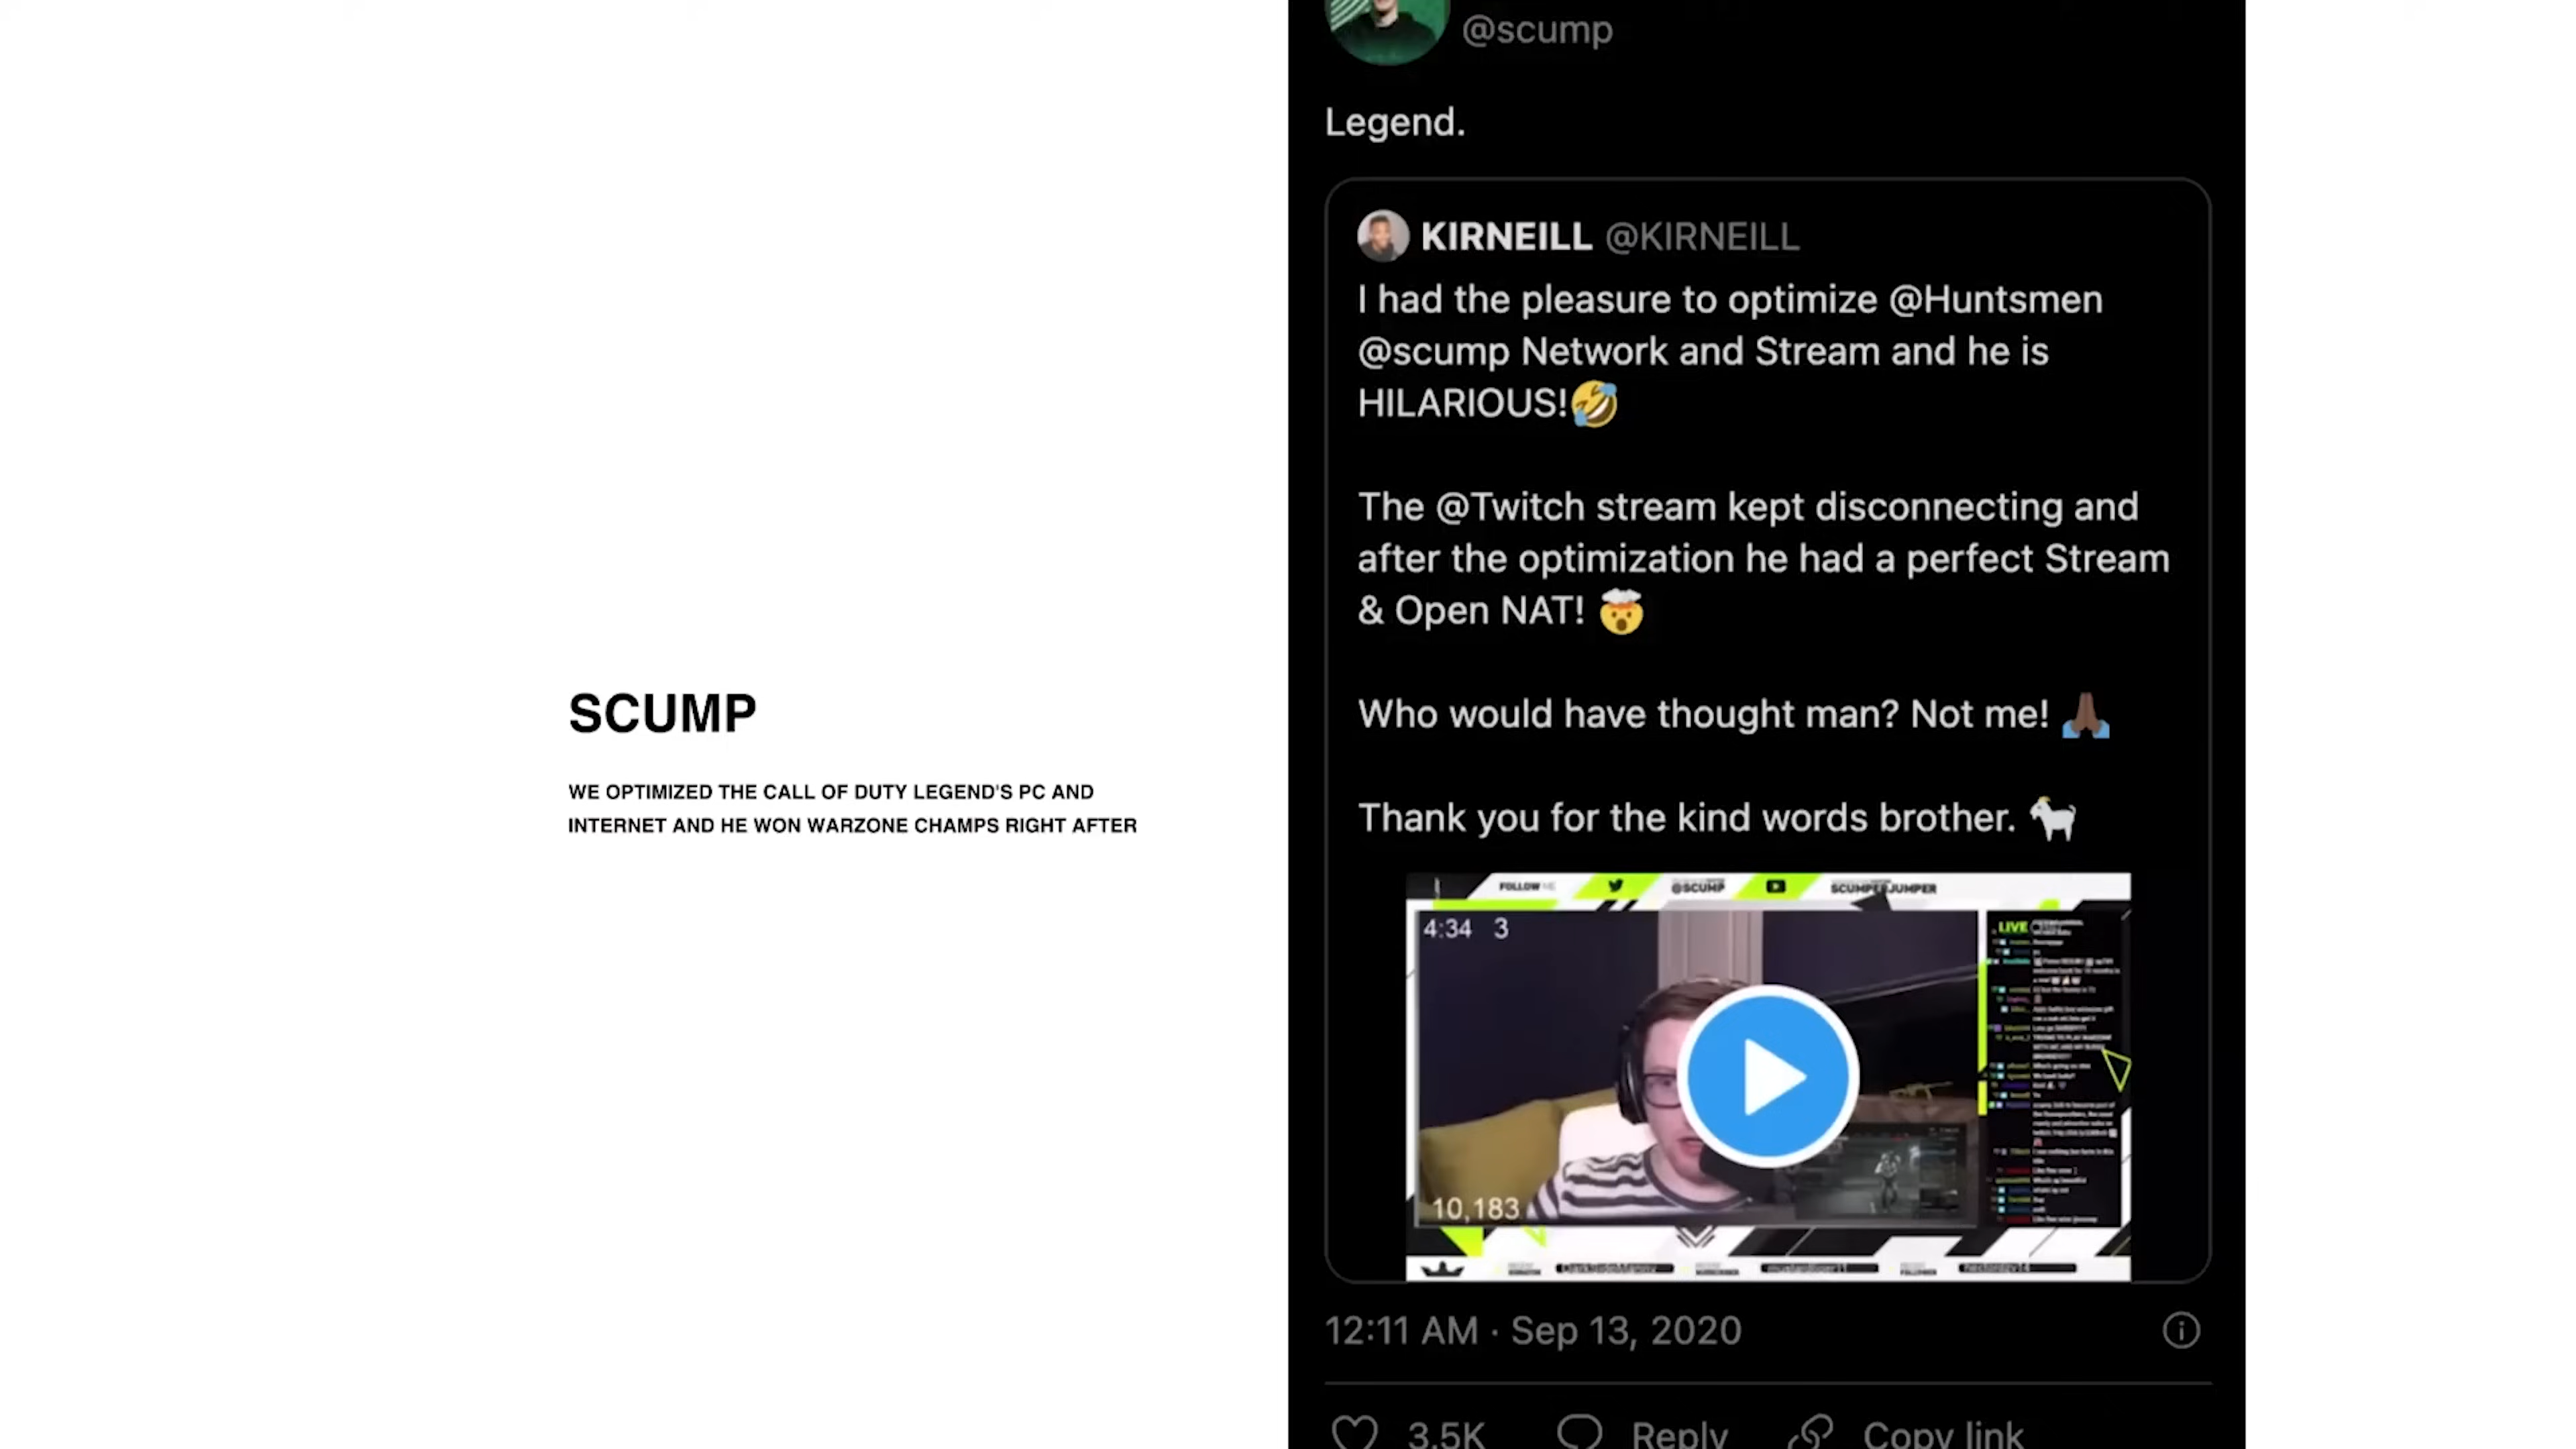 SCUMP
WE OPTIMIZED THE CALL OF DUTY LEGEND'S PC AND
INTERNET AND HE WON WARZONE CHAMPS RIGHT AFTER
@scump
Legend.
KIRNEILL @KIRNEILL
I had the pleasure to optimize @Huntsmen
@scump Network and Stream and he is
HILARIOUS!🤣
The @Twitch stream kept disconnecting and
after the optimization he had a perfect Stream
& Open NAT! 🤯
Who would have thought man? Not me! 🙏🏾
Thank you for the kind words brother. 🐐
FOLLOW ME
@SCUMP
SCUMPERJUMPER
4:34 3
LIVE
10,183
12:11 AM · Sep 13, 2020
3.5K Reply Copy link